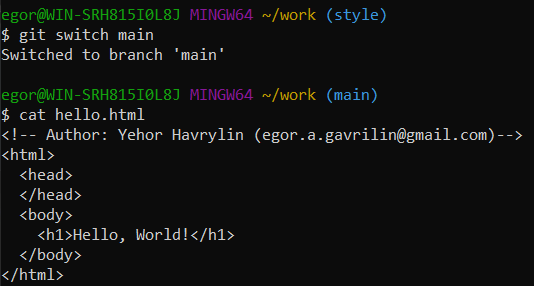 egor@WIN-SRH815I0L8J MINGW64 ~/work (style)
$ git switch main
Switched to branch 'main'
egor@WIN-SRH815I0L8J MINGW64 ~/work (main)
$ cat hello.html
<!-- Author: Yehor Havrylin (egor.a.gavrilin@gmail.com)-->
<html>
  <head>
  </head>
  <body>
    <h1>Hello, World!</h1>
  </body>
</html>